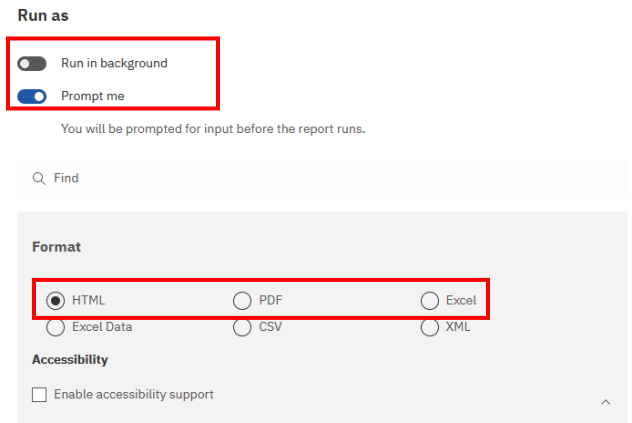 Run as
Run in background
Prompt me
You will be prompted for input before the report runs.
Find
Format
HTML PDF Excel
Excel Data CSV XML
Accessibility
Enable accessibility support